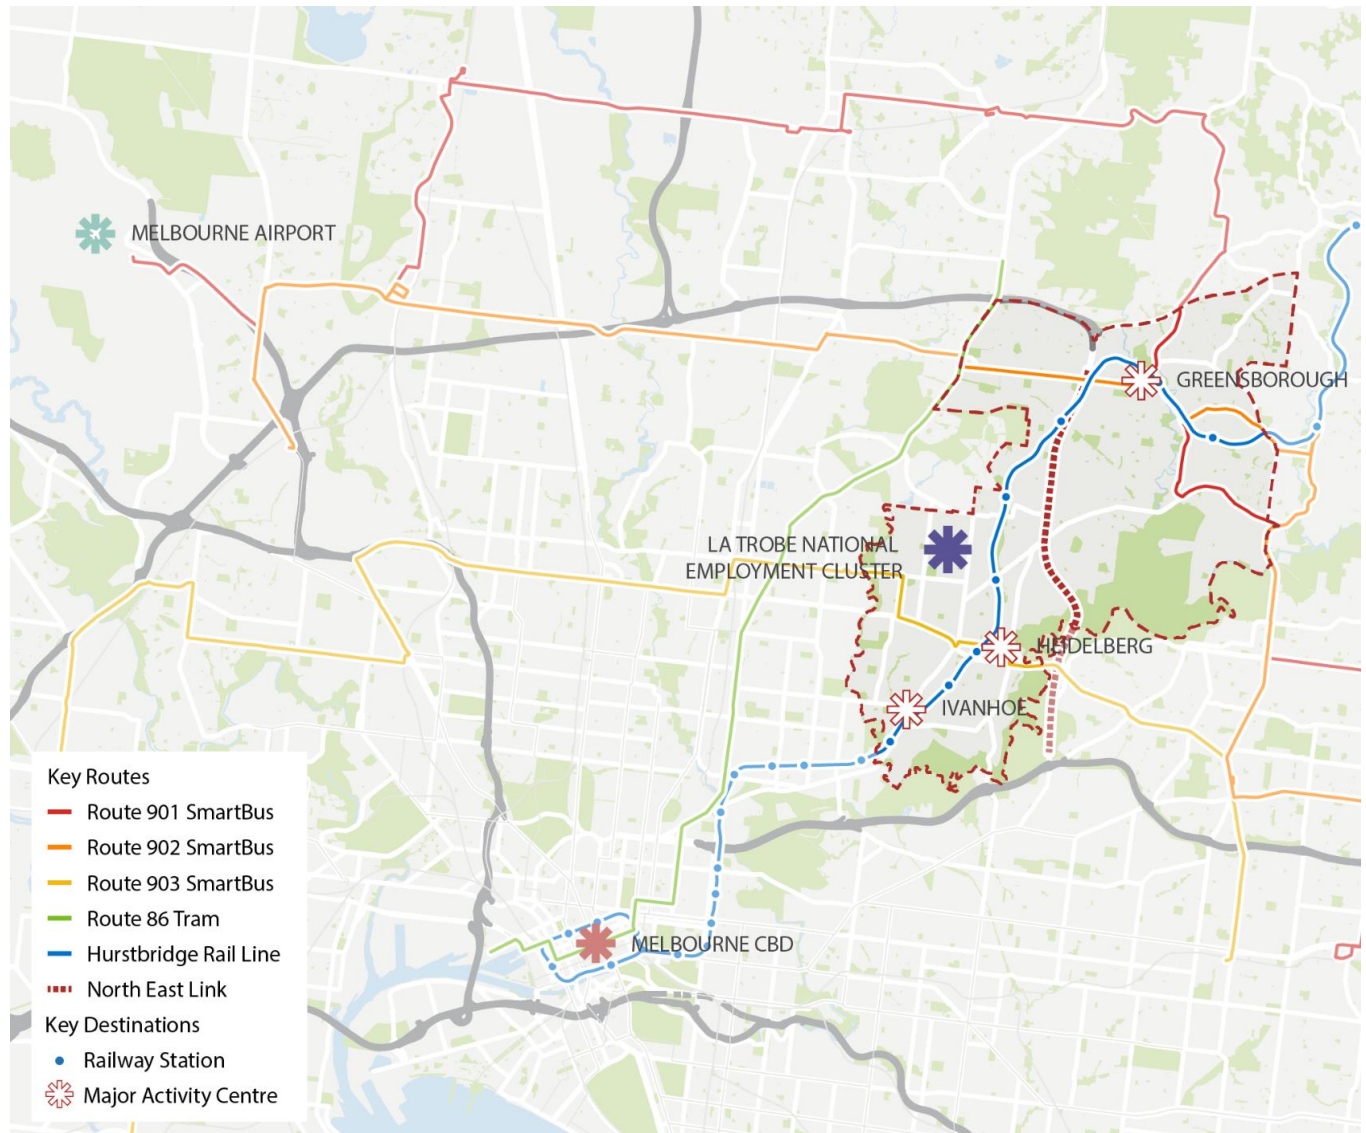 MELBOURNE AIRPORT
GREENSBOROUGH
LA TROBE NATIONAL
EMPLOYMENT CLUSTER
HEIDELBERG
IVANHOE
MELBOURNE CBD
Key Routes
Route 901 SmartBus
Route 902 SmartBus
Route 903 SmartBus
Route 86 Tram
Hurstbridge Rail Line
North East Link
Key Destinations
Railway Station
Major Activity Centre